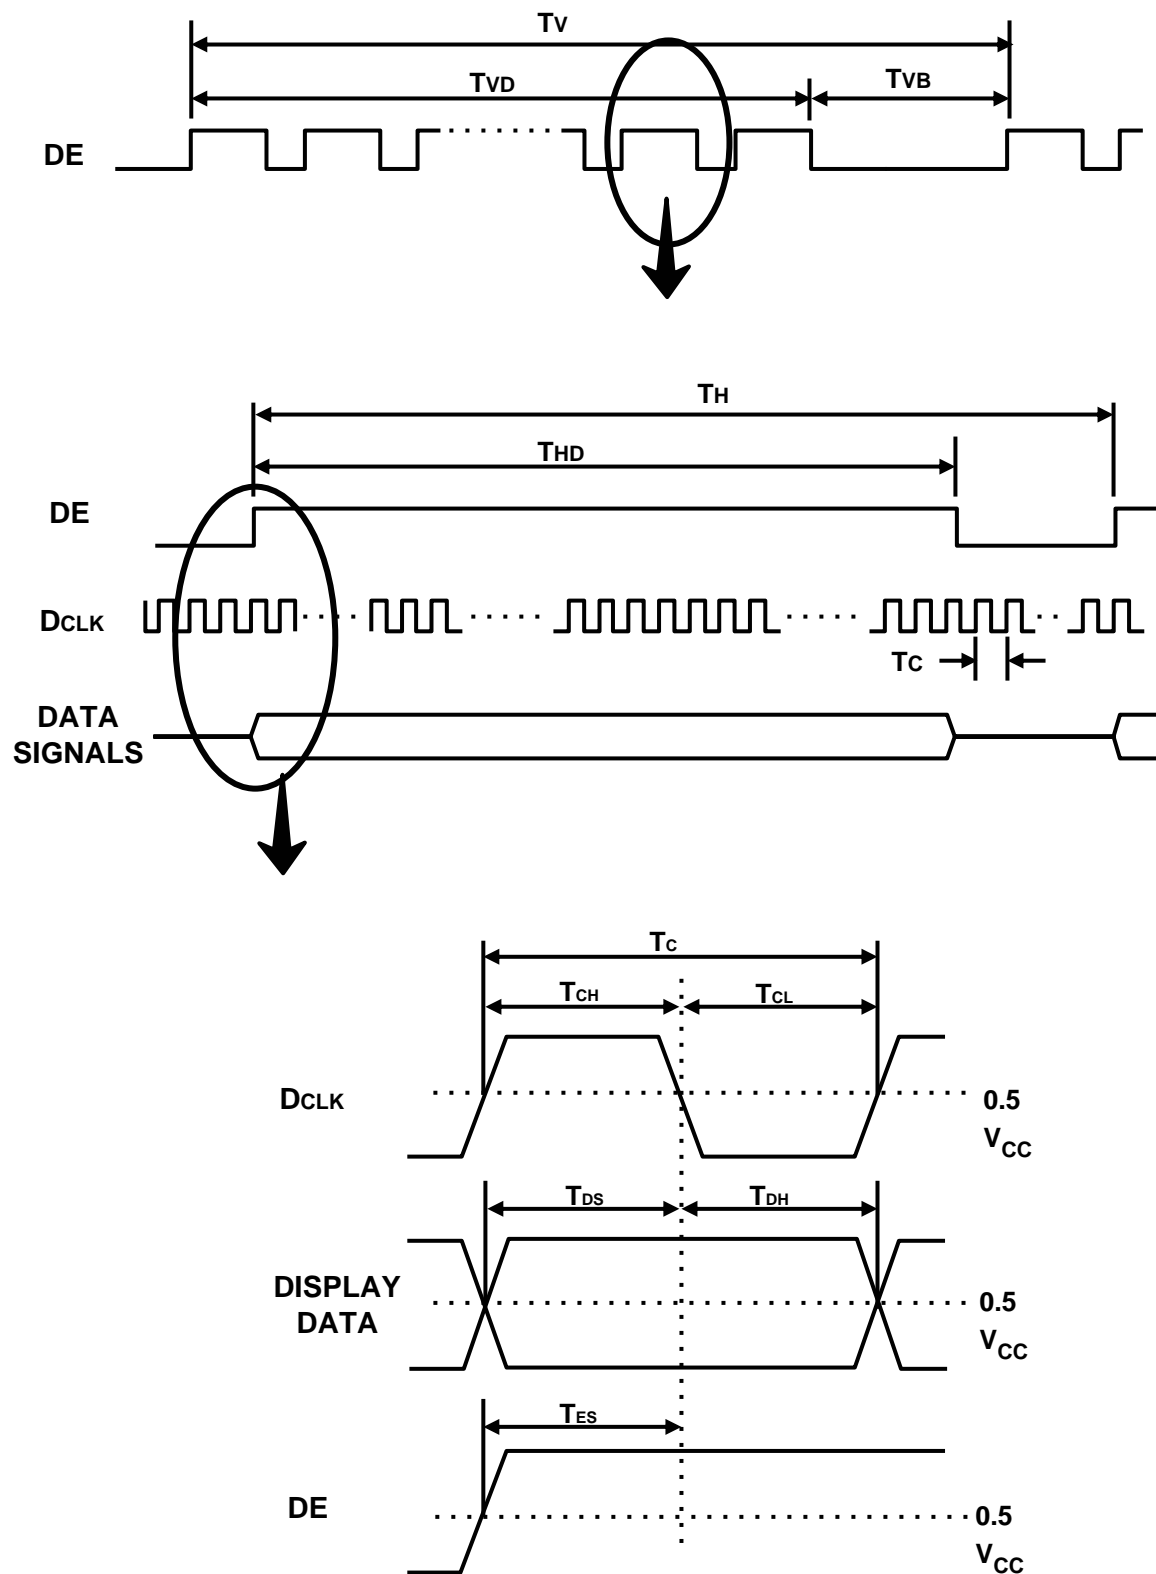 TV
TVD
TVB
DE
TH
THD
DE
DCLK
TC
DATA
SIGNALS
TC
TCH
TCL
DCLK
0.5
VCC
TDS
TDH
DISPLAY
DATA
0.5
VCC
TES
DE
0.5
VCC